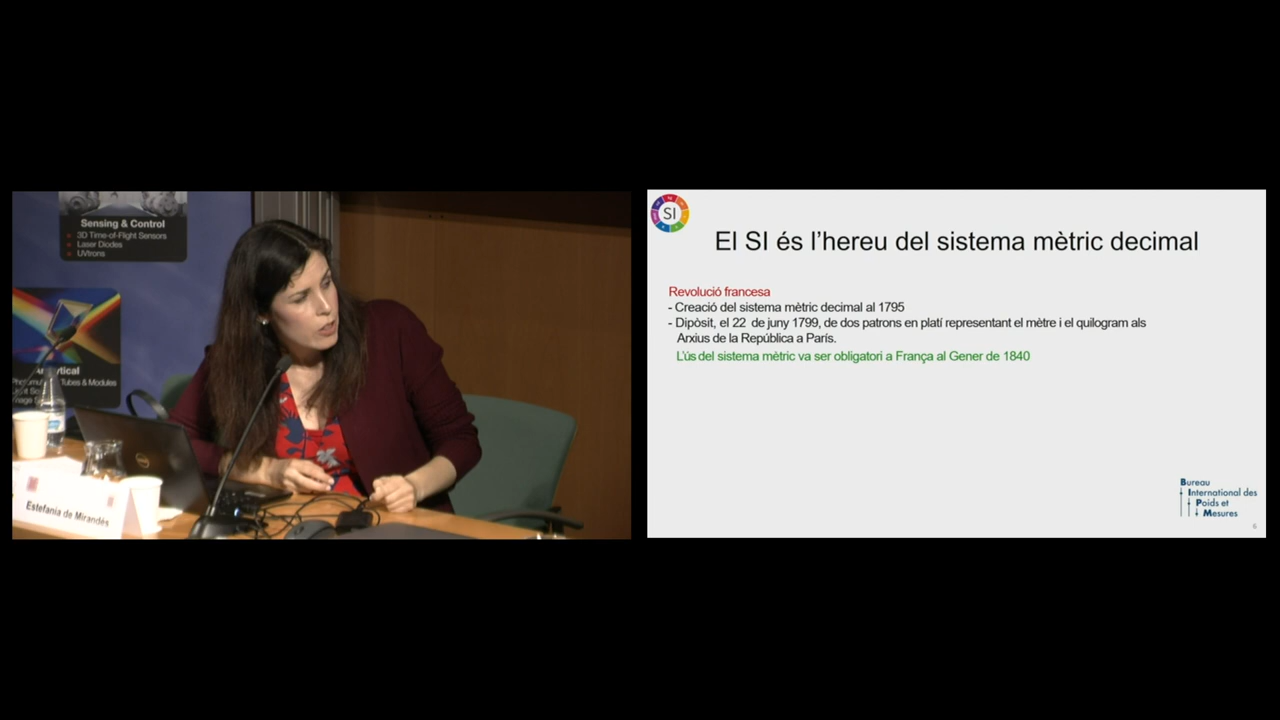 Sensing & Control
3D Time-of-Flight Sensors
Laser Diodes
UVtrons
Tubes & Modules
Estefanía de Mirandés
SI
El SI és l'hereu del sistema mètric decimal
Revolució francesa
- Creació del sistema mètric decimal al 1795
- Dipòsit, el 22 de juny 1799, de dos patrons en platí representant el mètre i el quilogram als
Arxius de la República a París.
L'ús del sistema mètric va ser obligatori a França al Gener de 1840
Bureau
International des
Poids et
Mesures
6